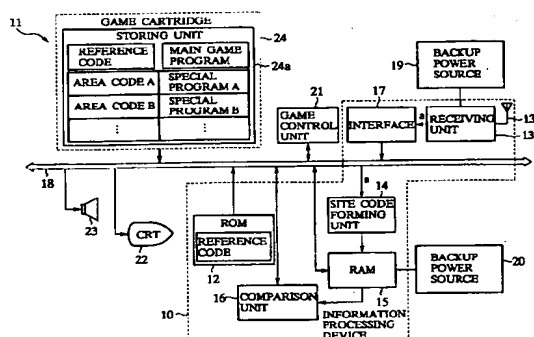 GAME CARTRIDGE
11
STORING UNIT
24
REFERENCE CODE
MAIN GAME PROGRAM
24a
AREA CODE A
SPECIAL PROGRAM A
AREA CODE B
SPECIAL PROGRAM B
BACKUP POWER SOURCE
19
21
17
GAME CONTROL UNIT
INTERFACE
a
RECEIVING UNIT
13
13
18
23
CRT
22
ROM
REFERENCE CODE
12
a
14
SITE CODE FORMING UNIT
RAM
15
BACKUP POWER SOURCE
20
16
COMPARISON UNIT
10
INFORMATION PROCESSING DEVICE